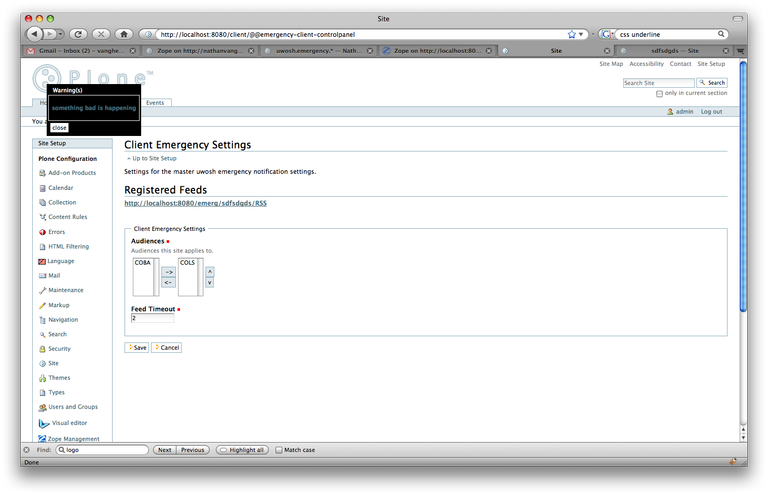 Site
http://localhost:8080/client/@@emergency-client-controlpanel
css underline
Gmail - Inbox (2) - vanghe...
Zope on http://nathanvang...
uwosh.emergency.* — Nath...
Zope on http://localhost:80...
Site
sdfsdgds — Site
Site Map Accessibility Contact Site Setup
Plone™
Search Site
Search
only in current section
Warning(s)
something bad is happening
close
Events
admin Log out
Site Setup
Plone Configuration
Add-on Products
Calendar
Collection
Content Rules
Errors
HTML Filtering
Language
Mail
Maintenance
Markup
Navigation
Search
Security
Site
Themes
Types
Users and Groups
Visual editor
Zope Management
Client Emergency Settings
Up to Site Setup
Settings for the master uwosh emergency notification settings.
Registered Feeds
http://localhost:8080/emerg/sdfsdgds/RSS
Client Emergency Settings
Audiences
Audiences this site applies to.
COBA
->
<-
COLS
^
v
Feed Timeout
2
Save
Cancel
Find:
logo
Next
Previous
Highlight all
Match case
Done